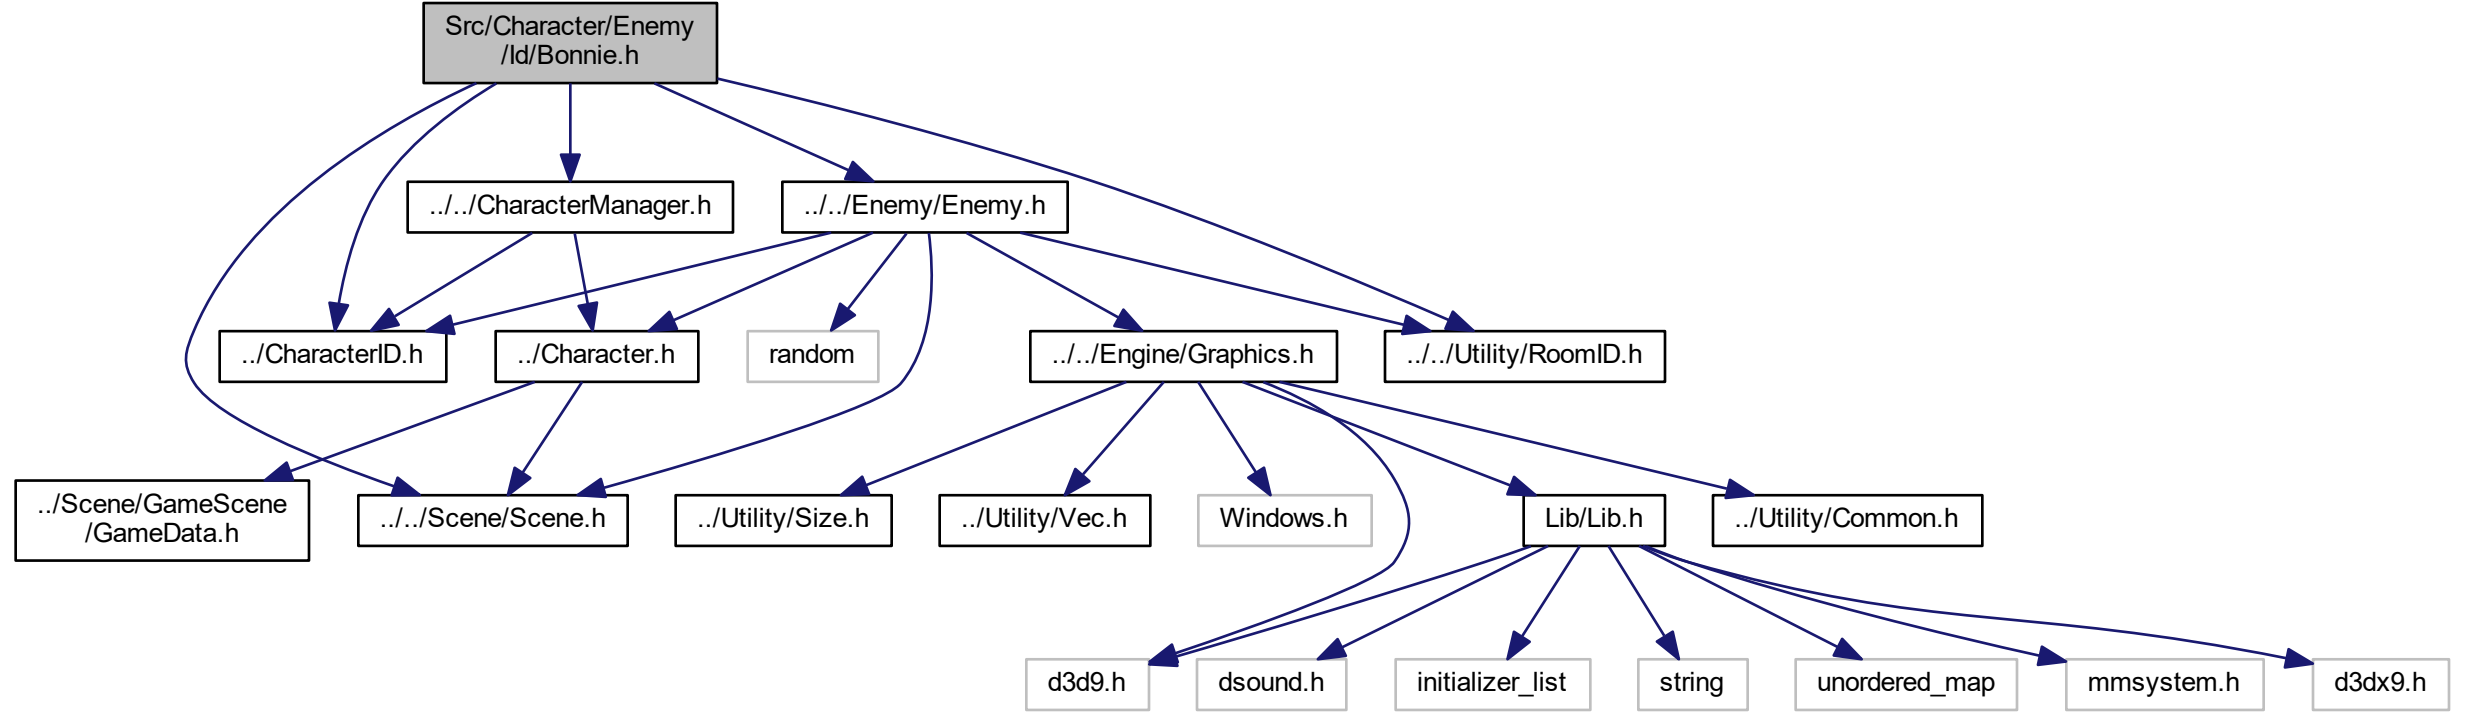 Src/Character/Enemy
/Id/Bonnie.h
../../CharacterManager.h
../../Enemy/Enemy.h
../CharacterID.h
../Character.h
random
../../Engine/Graphics.h
../../Utility/RoomID.h
../Scene/GameScene
/GameData.h
../../Scene/Scene.h
../Utility/Size.h
../Utility/Vec.h
Windows.h
Lib/Lib.h
../Utility/Common.h
d3d9.h
dsound.h
initializer_list
string
unordered_map
mmsystem.h
d3dx9.h